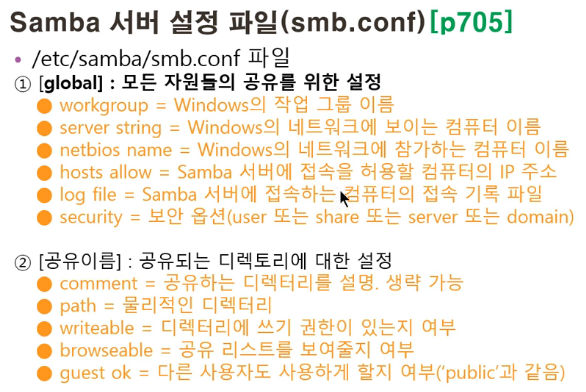 Samba 서버 설정 파일(smb.conf)[p705]
• /etc/samba/smb.conf 파일
① [global] : 모든 자원들의 공유를 위한 설정
● workgroup = Windows의 작업 그룹 이름
● server string = Windows의 네트워크에 보이는 컴퓨터 이름
● netbios name = Windows의 네트워크에 참가하는 컴퓨터 이름
● hosts allow = Samba 서버에 접속을 허용할 컴퓨터의 IP 주소
● log file = Samba 서버에 접속하는 컴퓨터의 접속 기록 파일
● security = 보안 옵션(user 또는 share 또는 server 또는 domain)
② [공유이름] : 공유되는 디렉토리에 대한 설정
● comment = 공유하는 디렉터리를 설명. 생략 가능
● path = 물리적인 디렉터리
● writeable = 디렉터리에 쓰기 권한이 있는지 여부
● browseable = 공유 리스트를 보여줄지 여부
● guest ok = 다른 사용자도 사용하게 할지 여부(‘public’과 같음)